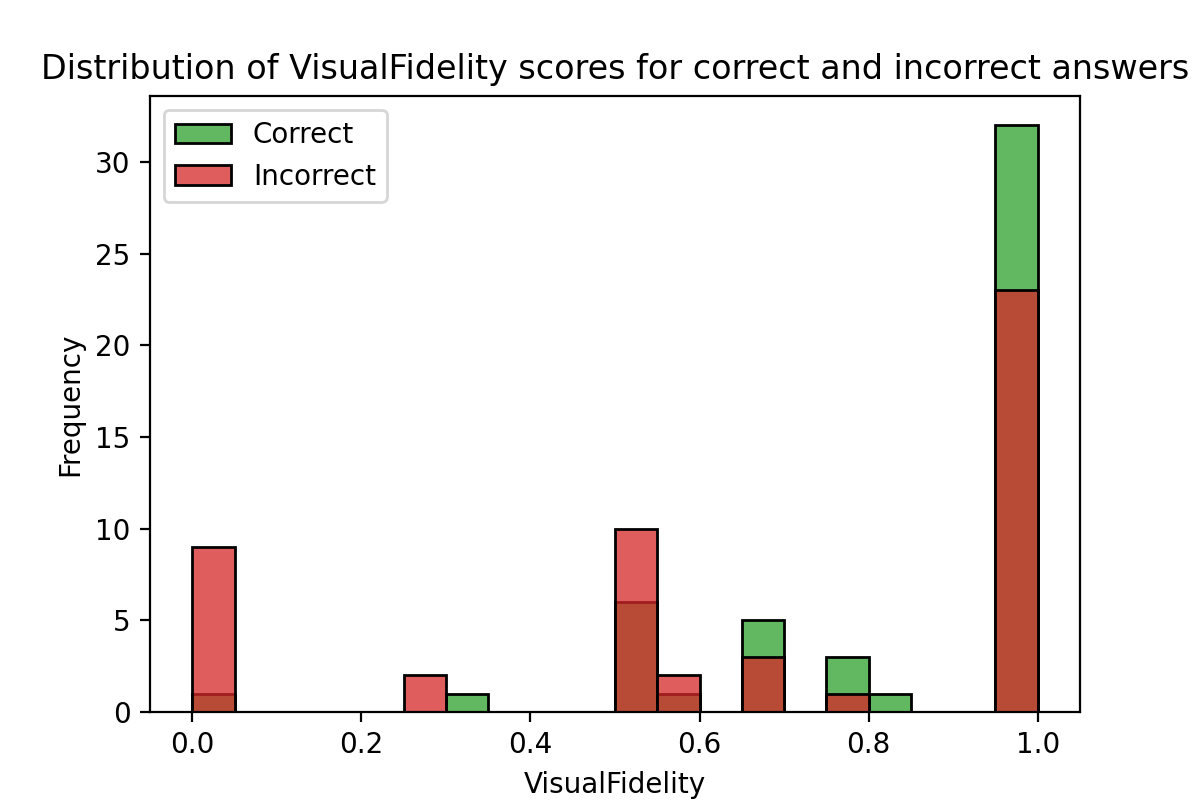 Distribution of VisualFidelity scores for correct and incorrect answers
Correct
Incorrect
Frequency
30
25
20
15
10
5
0
0.0 0.2 0.4 0.6 0.8 1.0
VisualFidelity